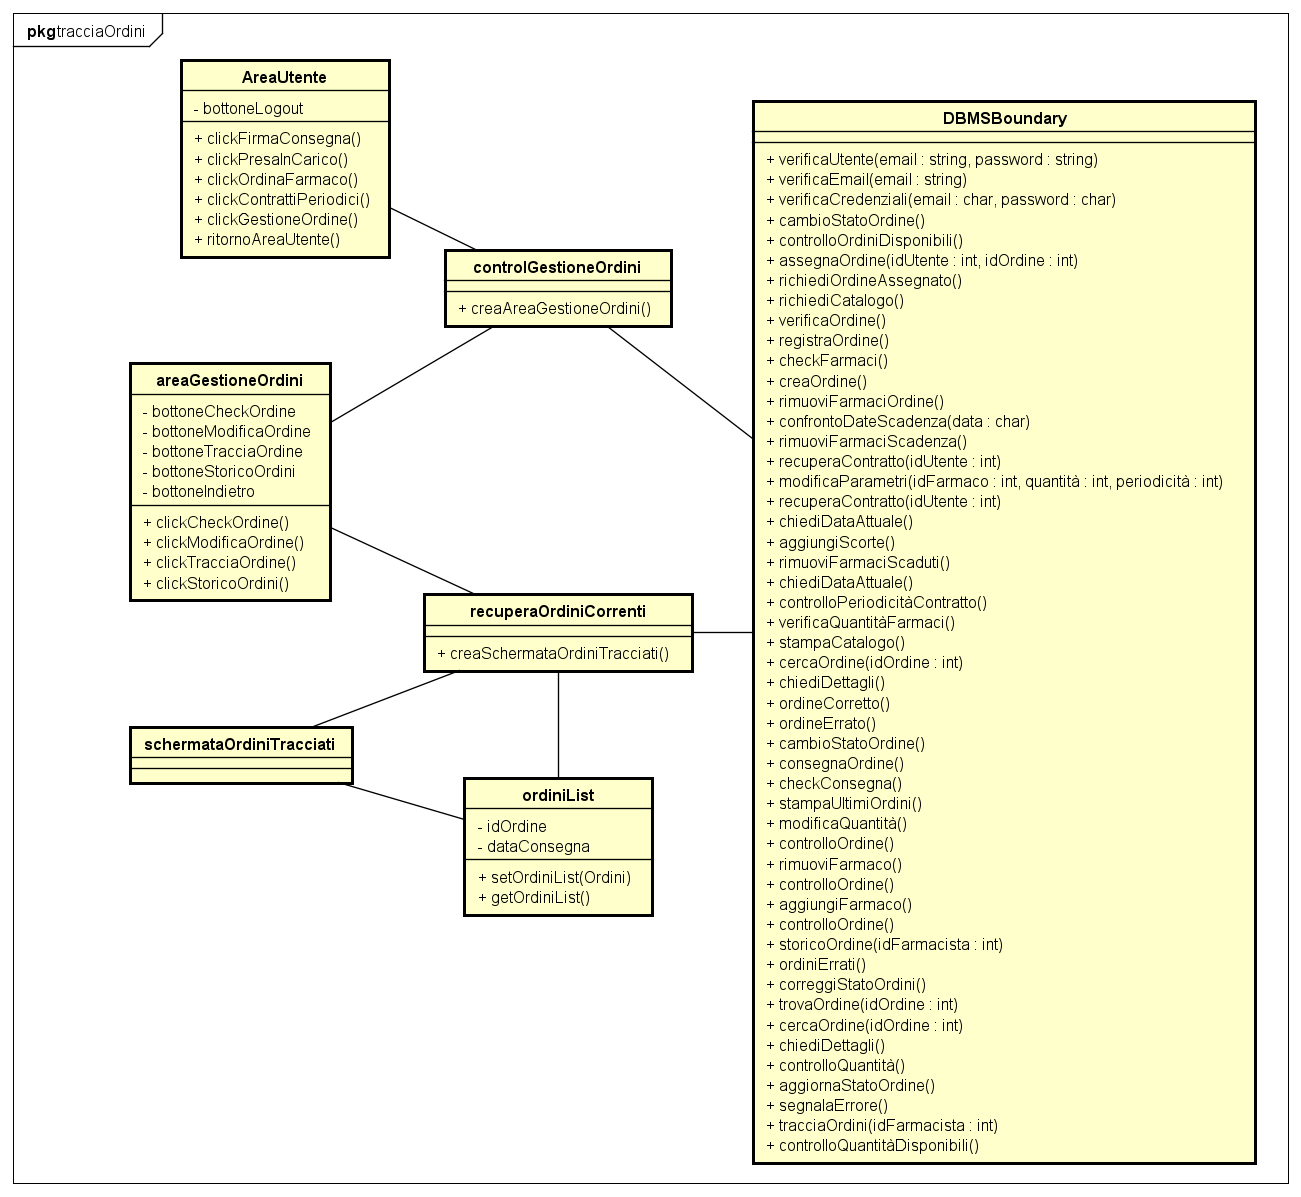 pkgtracciaOrdini
AreaUtente
- bottoneLogout
+ clickFirmaConsegna()
+ clickPresaInCarico()
+ clickOrdinaFarmaco()
+ clickContrattiPeriodici()
+ clickGestioneOrdine()
+ ritornoAreaUtente()
controlGestioneOrdini
+ creaAreaGestioneOrdini()
areaGestioneOrdini
- bottoneCheckOrdine
- bottoneModificaOrdine
- bottoneTracciaOrdine
- bottoneStoricoOrdini
- bottoneIndietro
+ clickCheckOrdine()
+ clickModificaOrdine()
+ clickTracciaOrdine()
+ clickStoricoOrdini()
recuperaOrdiniCorrenti
+ creaSchermataOrdiniTracciati()
schermataOrdiniTracciati
ordiniList
- idOrdine
- dataConsegna
+ setOrdiniList(Ordini)
+ getOrdiniList()
DBMSBoundary
+ verificaUtente(email : string, password : string)
+ verificaEmail(email : string)
+ verificaCredenziali(email : char, password : char)
+ cambioStatoOrdine()
+ controlloOrdiniDisponibili()
+ assegnaOrdine(idUtente : int, idOrdine : int)
+ richiediOrdineAssegnato()
+ richiediCatalogo()
+ verificaOrdine()
+ registraOrdine()
+ checkFarmaci()
+ creaOrdine()
+ rimuoviFarmaciOrdine()
+ confrontoDateScadenza(data : char)
+ rimuoviFarmaciScadenza()
+ recuperaContratto(idUtente : int)
+ modificaParametri(idFarmaco : int, quantità : int, periodicità : int)
+ recuperaContratto(idUtente : int)
+ chiediDataAttuale()
+ aggiungiScorte()
+ rimuoviFarmaciScaduti()
+ chiediDataAttuale()
+ controlloPeriodicitàContratto()
+ verificaQuantitàFarmaci()
+ stampaCatalogo()
+ cercaOrdine(idOrdine : int)
+ chiediDettagli()
+ ordineCorretto()
+ ordineErrato()
+ cambioStatoOrdine()
+ consegnaOrdine()
+ checkConsegna()
+ stampaUltimiOrdini()
+ modificaQuantità()
+ controlloOrdine()
+ rimuoviFarmaco()
+ controlloOrdine()
+ aggiungiFarmaco()
+ controlloOrdine()
+ storicoOrdine(idFarmacista : int)
+ ordiniErrati()
+ correggiStatoOrdini()
+ trovaOrdine(idOrdine : int)
+ cercaOrdine(idOrdine : int)
+ chiediDettagli()
+ controlloQuantità()
+ aggiornaStatoOrdine()
+ segnalaErrore()
+ tracciaOrdini(idFarmacista : int)
+ controlloQuantitàDisponibili()